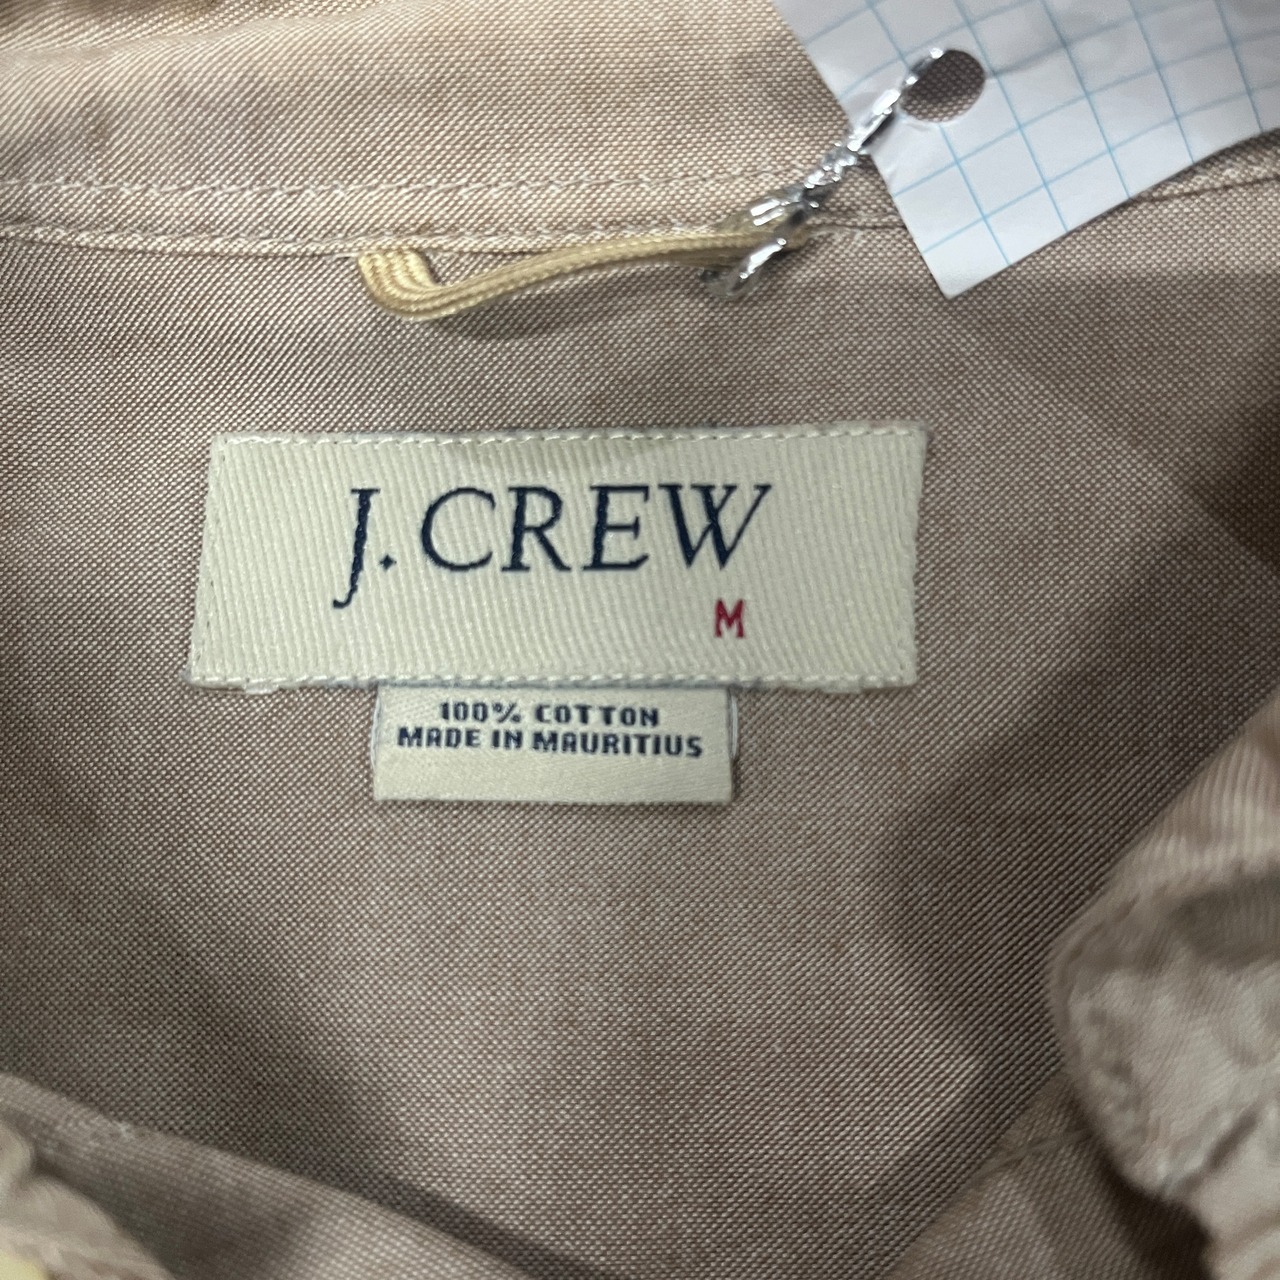 J.CREW
M
100% COTTON
MADE IN MAURITIUS